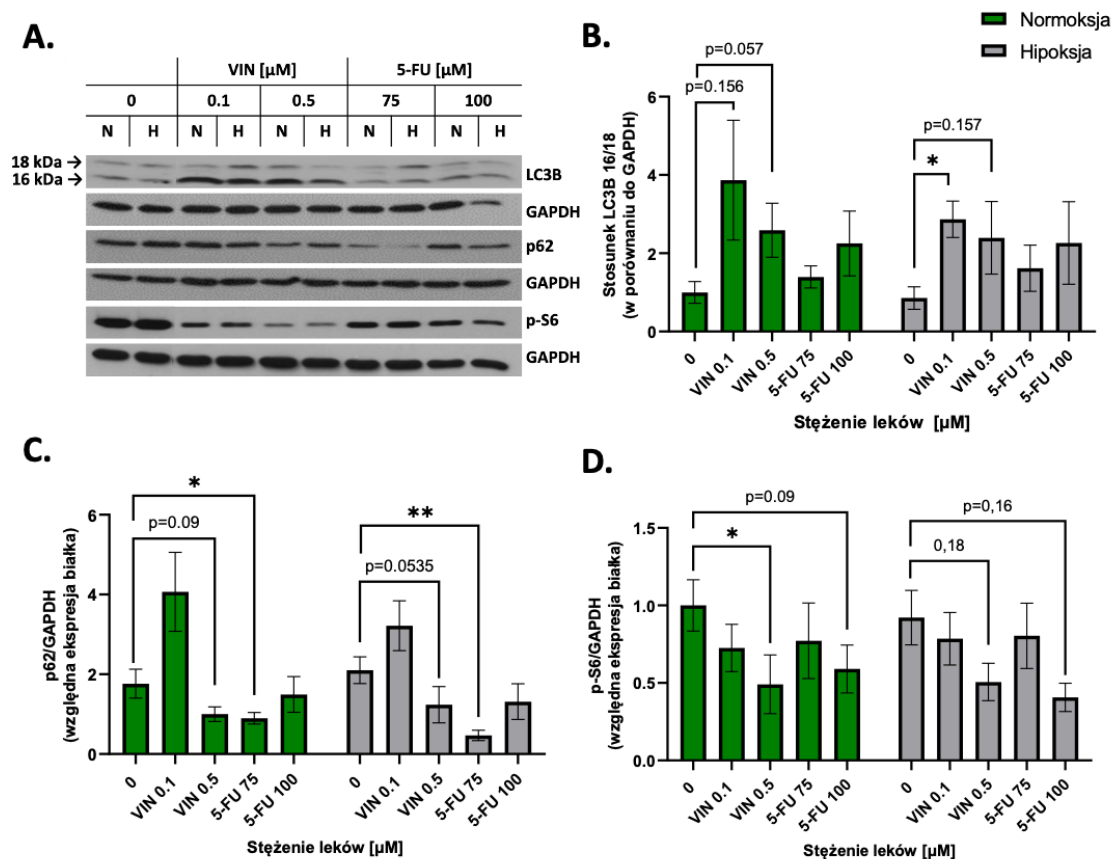 A.
VIN [µM] 5-FU [µM]
0 0.1 0.5 75 100
N H N H N H N H N H
18 kDa →
16 kDa →
LC3B
GAPDH
p62
GAPDH
p-S6
GAPDH
B.
Normoksja
Hipoksja
p=0.057
p=0.156
p=0.157
*
Stosunek LC3B 16/18
(w porównaniu do GAPDH)
6
4
2
0
0 VIN 0.1 VIN 0.5 5-FU 75 5-FU 100 0 VIN 0.1 VIN 0.5 5-FU 75 5-FU 100
Stężenie leków [µM]
C.
*
p=0.09
**
p=0.0535
p62/GAPDH
(względna ekspresja białka)
6
4
2
0
0 VIN 0.1 VIN 0.5 5-FU 75 5-FU 100 0 VIN 0.1 VIN 0.5 5-FU 75 5-FU 100
Stężenie leków [µM]
D.
p=0.09
*
p=0,16
0,18
p-S6/GAPDH
(względna ekspresja białka)
1.5
1.0
0.5
0.0
0 VIN 0.1 VIN 0.5 5-FU 75 5-FU 100 0 VIN 0.1 VIN 0.5 5-FU 75 5-FU 100
Stężenie leków [µM]